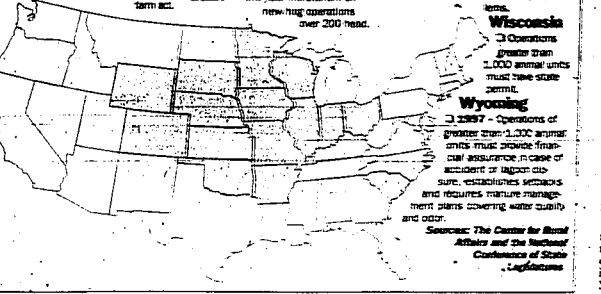 farm act.
new hog operations
over 200 head.
lems.
Wisconsin
❏ Operations
greater than
1,000 animal units
must have state
permit.
Wyoming
❏ 1997 – Operations of
greater than 1,000 animal
units must provide finan-
cial assurance in case of
accident or lagoon clo-
sure, establishes setbacks
and requires manure manage-
ment plans covering water quality
and odor.
Sources: The Center for Rural
Affairs and the National
Conference of State
Legislatures